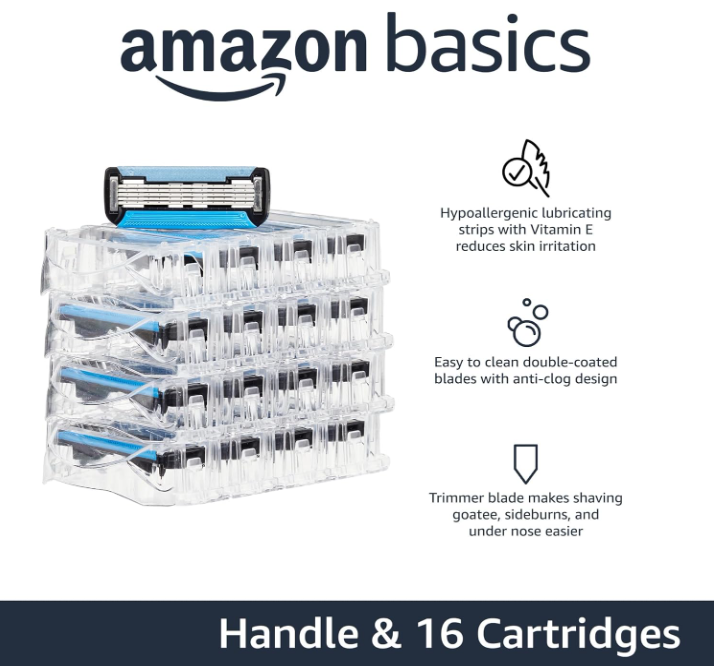 amazon basics
Hypoallergenic lubricating
strips with Vitamin E
reduces skin irritation
Easy to clean double-coated
blades with anti-clog design
Trimmer blade makes shaving
goatee, sideburns, and
under nose easier
Handle & 16 Cartridges